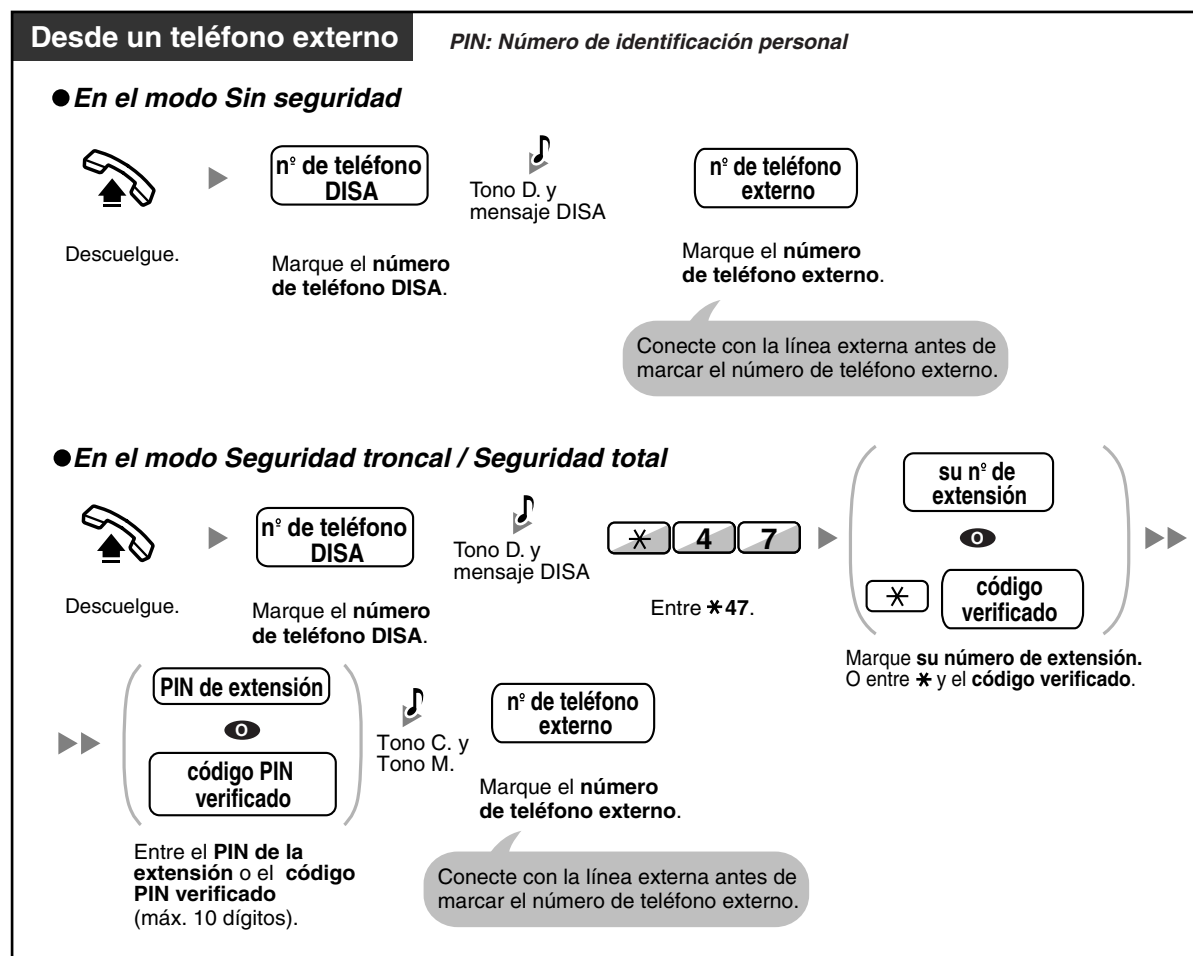 Desde un teléfono externo
PIN: Número de identificación personal
●En el modo Sin seguridad
nº de teléfono
DISA
Tono D. y
mensaje DISA
nº de teléfono
externo
Descuelgue.
Marque el número
de teléfono DISA.
Marque el número
de teléfono externo.
Conecte con la línea externa antes de
marcar el número de teléfono externo.
●En el modo Seguridad troncal / Seguridad total
nº de teléfono
DISA
Tono D. y
mensaje DISA
* 4 7
su nº de
extensión
o
* código
verificado
Descuelgue.
Marque el número
de teléfono DISA.
Entre *47.
Marque su número de extensión.
O entre * y el código verificado.
PIN de extensión
o
código PIN
verificado
Tono C. y
Tono M.
nº de teléfono
externo
Entre el PIN de la
extensión o el código
PIN verificado
(máx. 10 dígitos).
Marque el número
de teléfono externo.
Conecte con la línea externa antes de
marcar el número de teléfono externo.